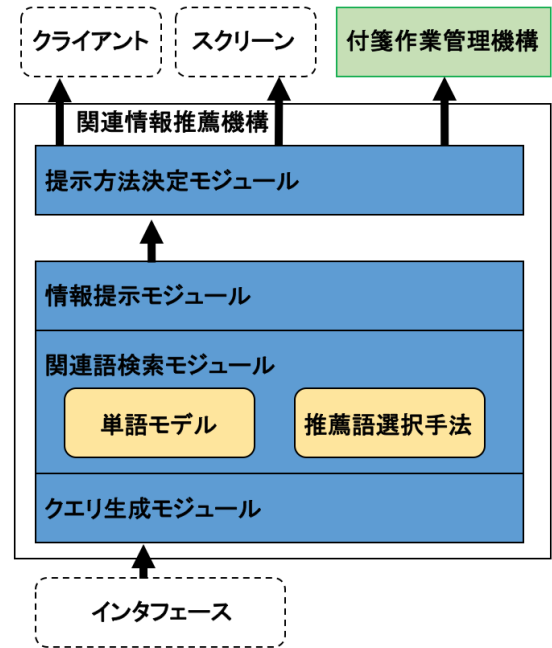 クライアント
スクリーン
付箋作業管理機構
関連情報推薦機構
提示方法決定モジュール
情報提示モジュール
関連語検索モジュール
単語モデル
推薦語選択手法
クエリ生成モジュール
インタフェース